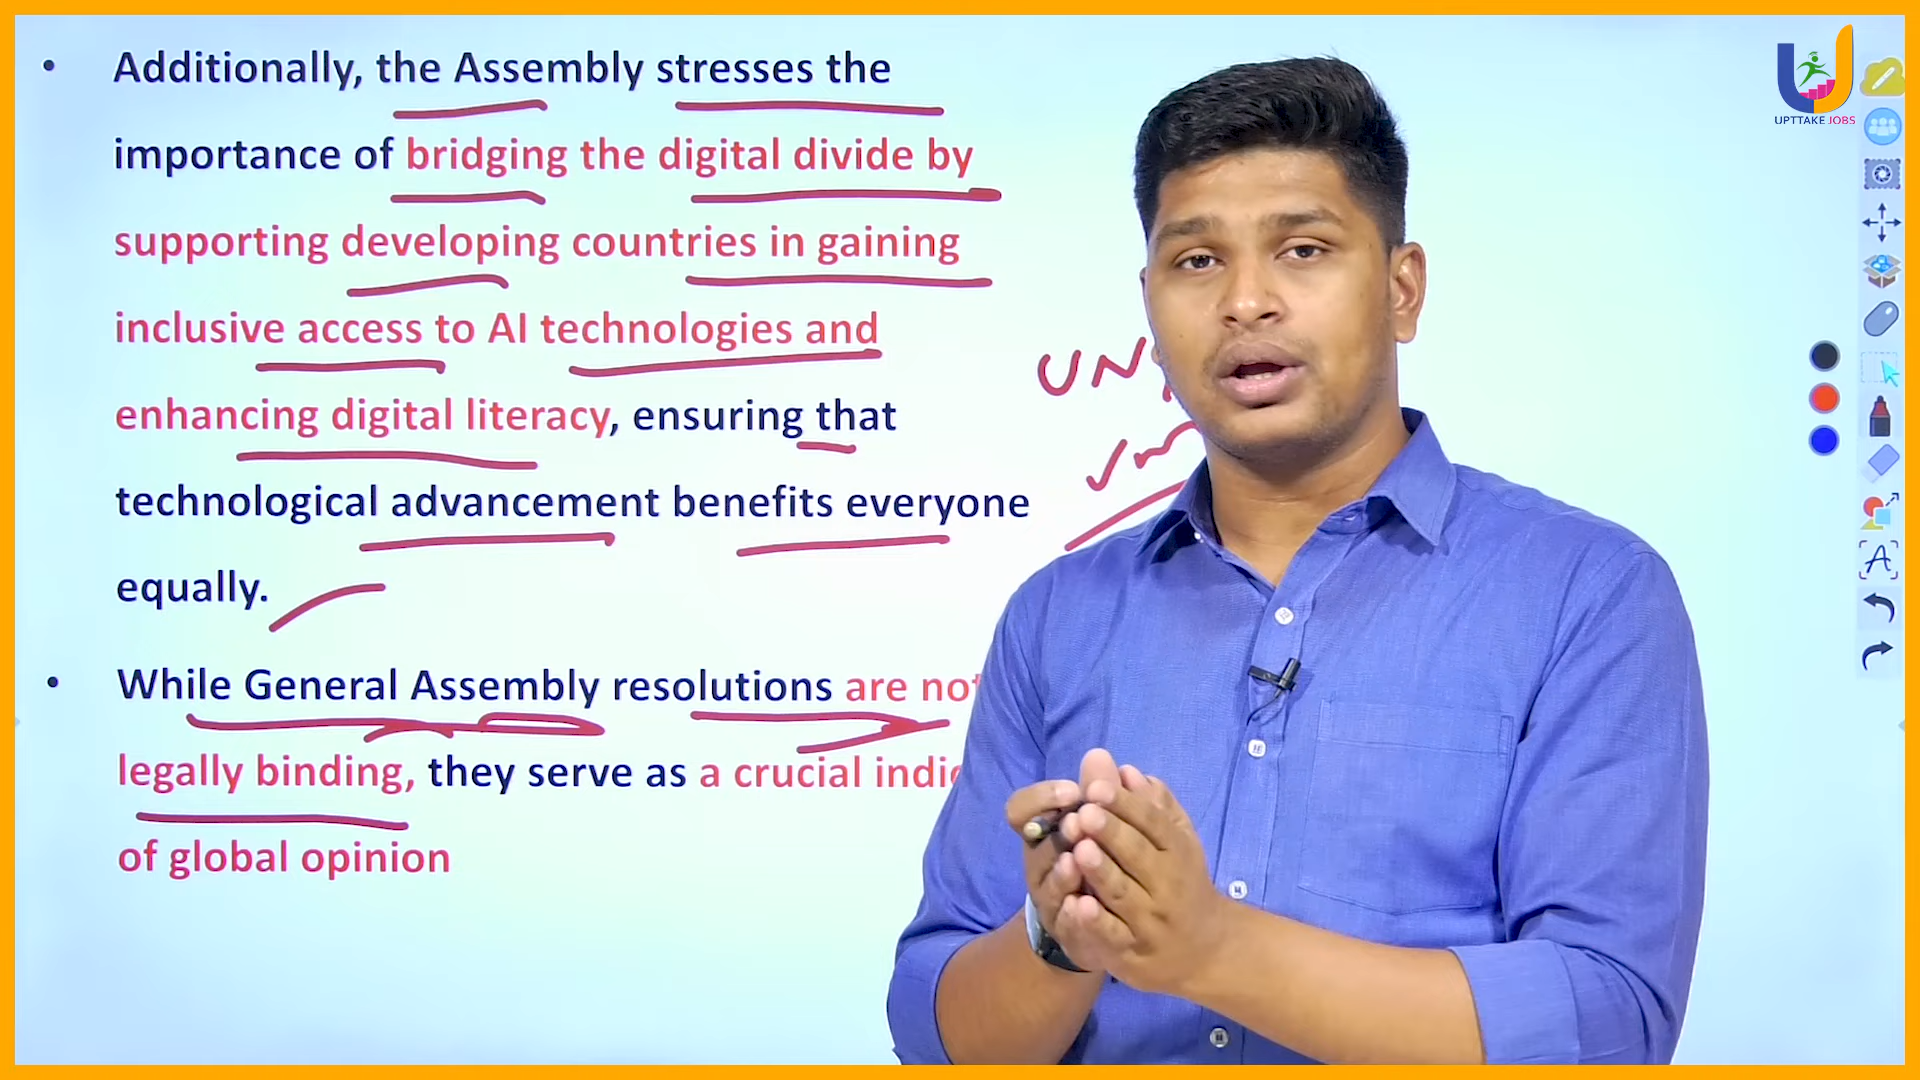 • Additionally, the Assembly stresses the
importance of bridging the digital divide by
supporting developing countries in gaining
inclusive access to AI technologies and
enhancing digital literacy, ensuring that
technological advancement benefits everyone
equally.
• While General Assembly resolutions are not
legally binding, they serve as a crucial
of global opinion
UN
UPTTAKE JOBS
A